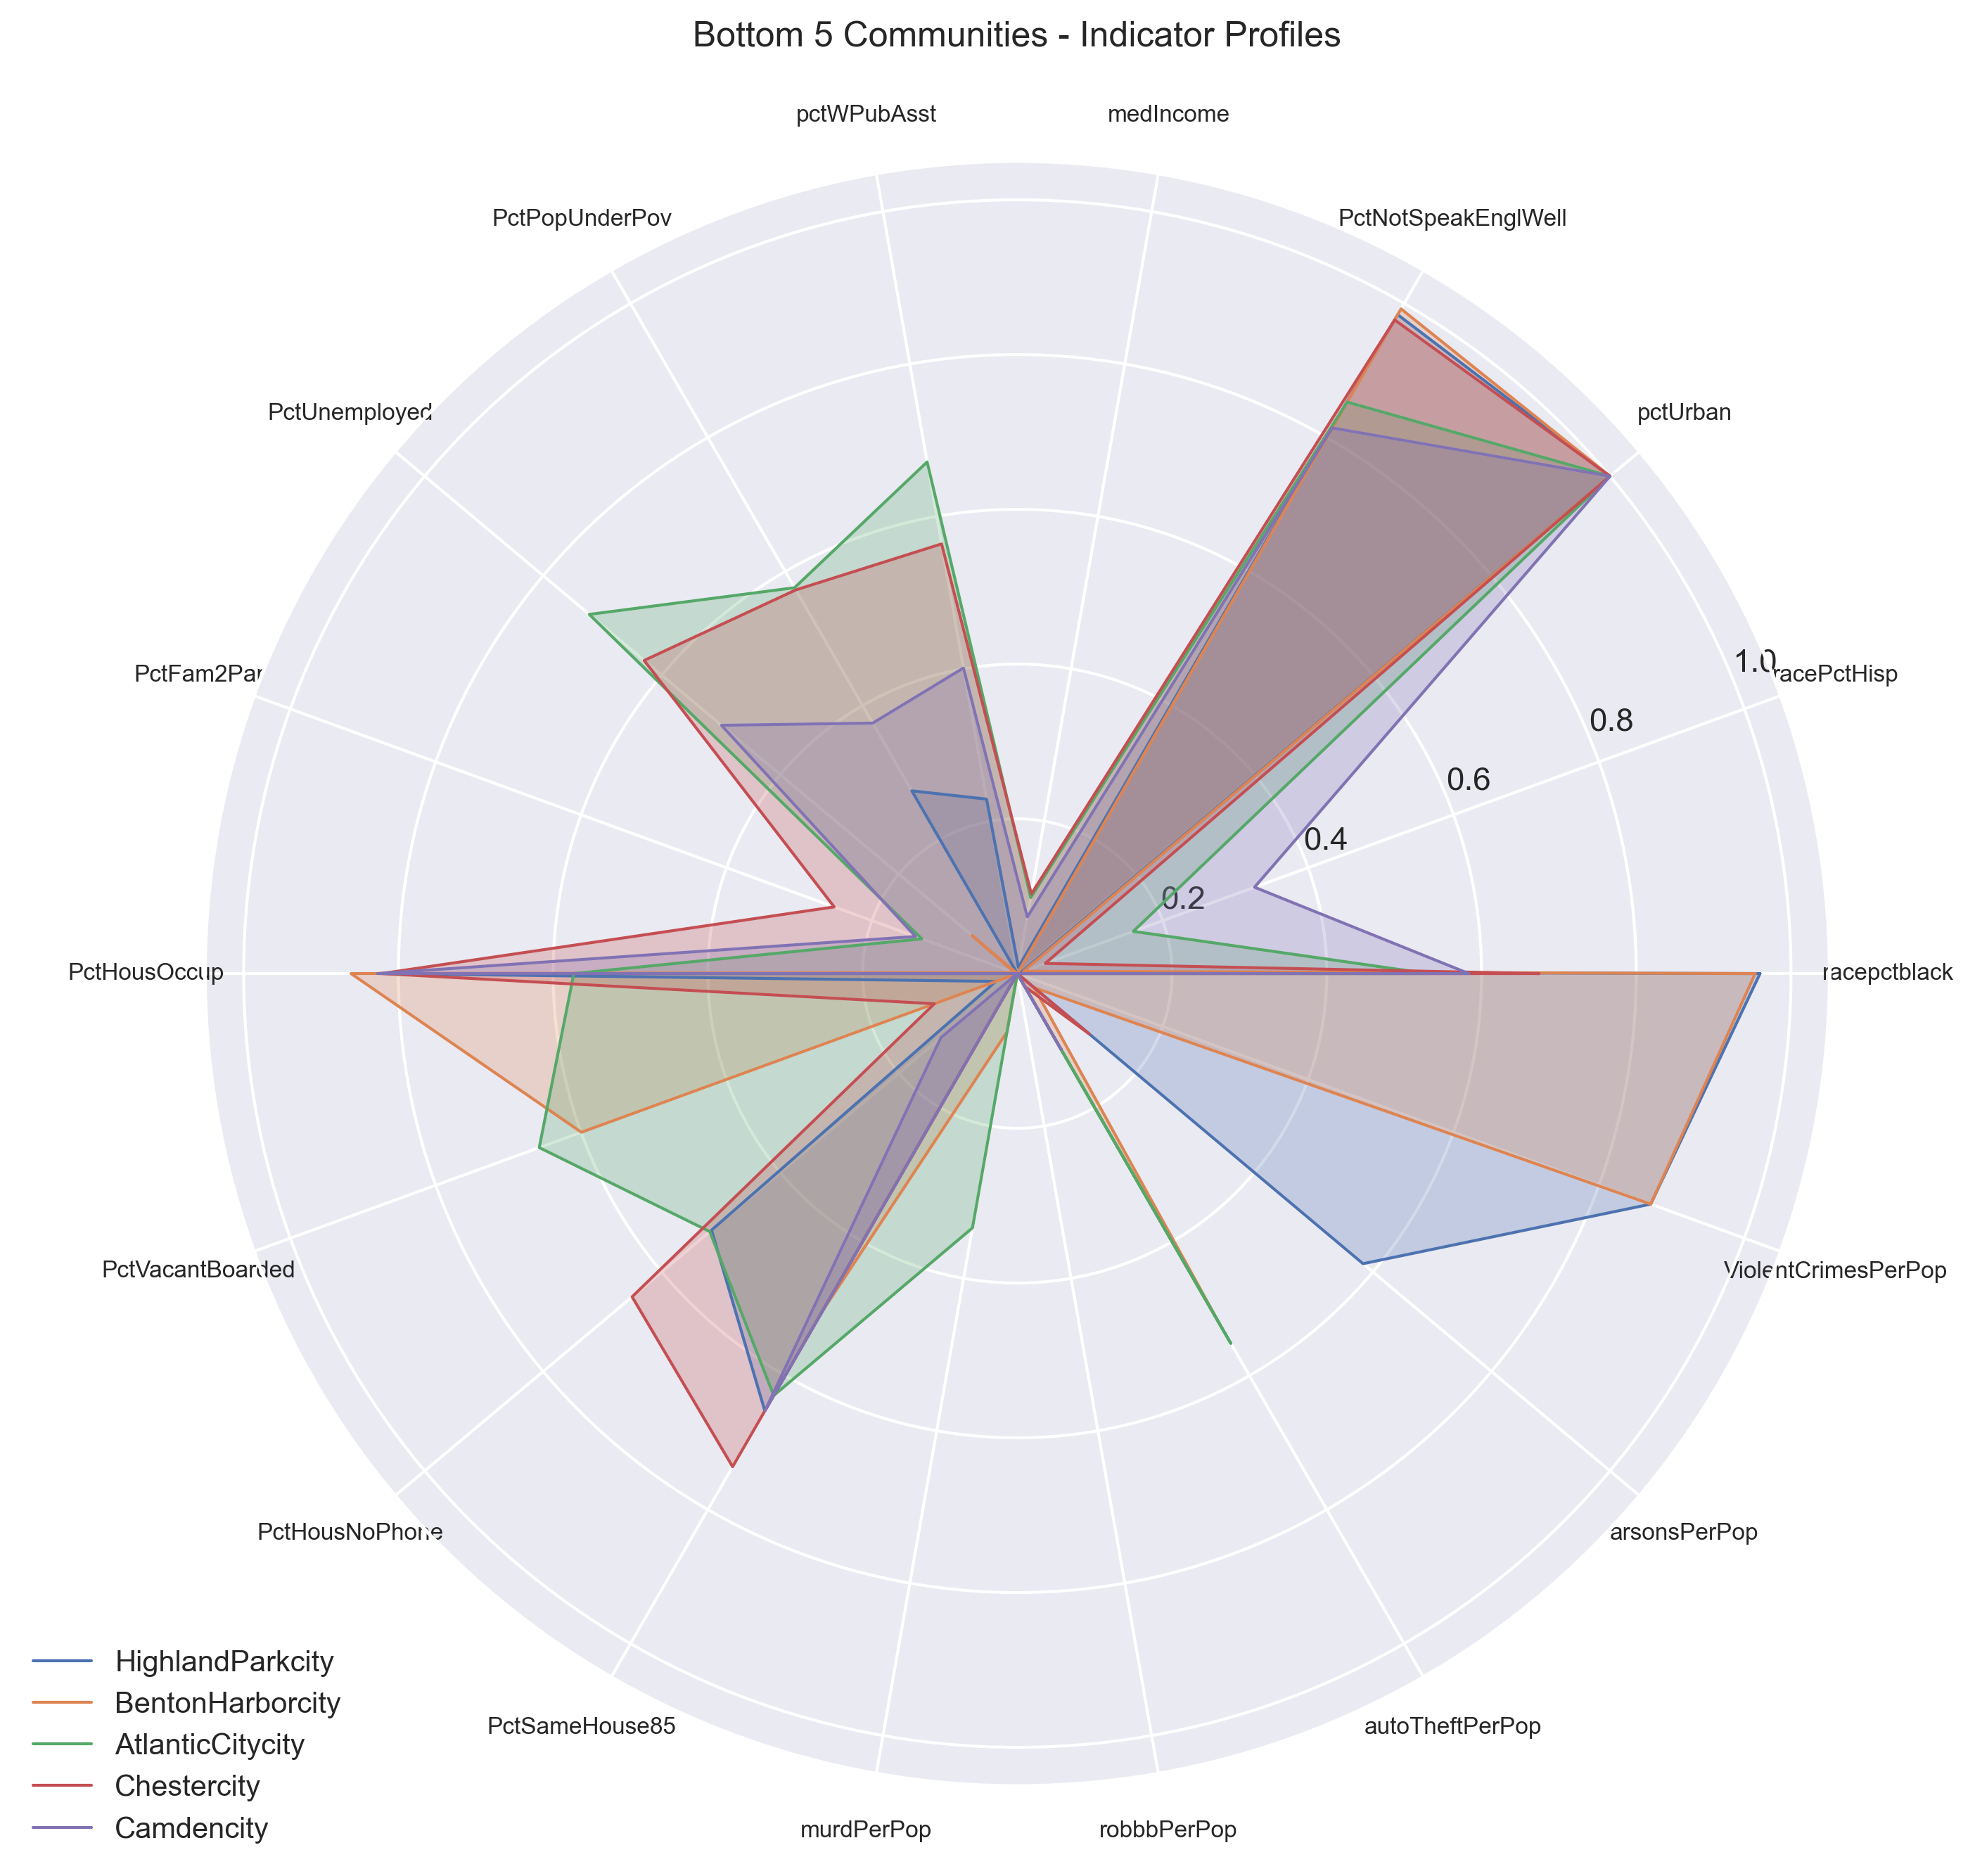 Bottom 5 Communities - Indicator Profiles
pctWPubAsst
medIncome
PctPopUnderPov
PctNotSpeakEnglWell
PctUnemployed
pctUrban
PctFam2Par
1.0
racePctHisp
0.8
0.6
0.4
0.2
PctHousOccup
racepctblack
PctVacantBoarded
ViolentCrimesPerPop
PctHousNoPhone
arsonsPerPop
PctSameHouse85
autoTheftPerPop
murdPerPop
robbbPerPop
HighlandParkcity
BentonHarborcity
AtlanticCitycity
Chestercity
Camdencity